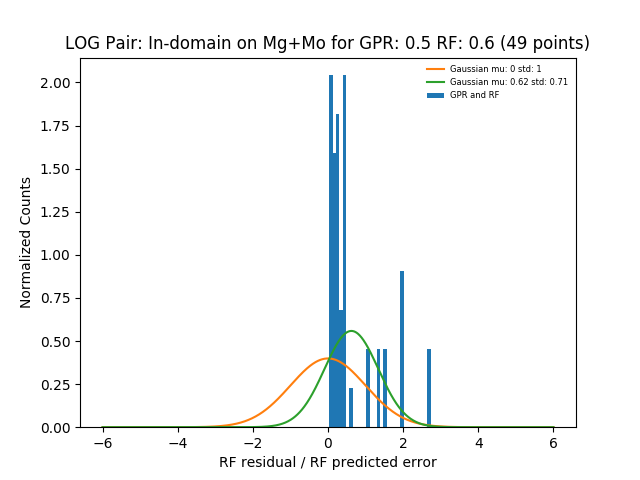 LOG Pair: In-domain on Mg+Mo for GPR: 0.5 RF: 0.6 (49 points)
Gaussian mu: 0 std: 1
Gaussian mu: 0.62 std: 0.71
GPR and RF
Normalized Counts
2.00
1.75
1.50
1.25
1.00
0.75
0.50
0.25
0.00
−6
−4
−2
0
2
4
6
RF residual / RF predicted error